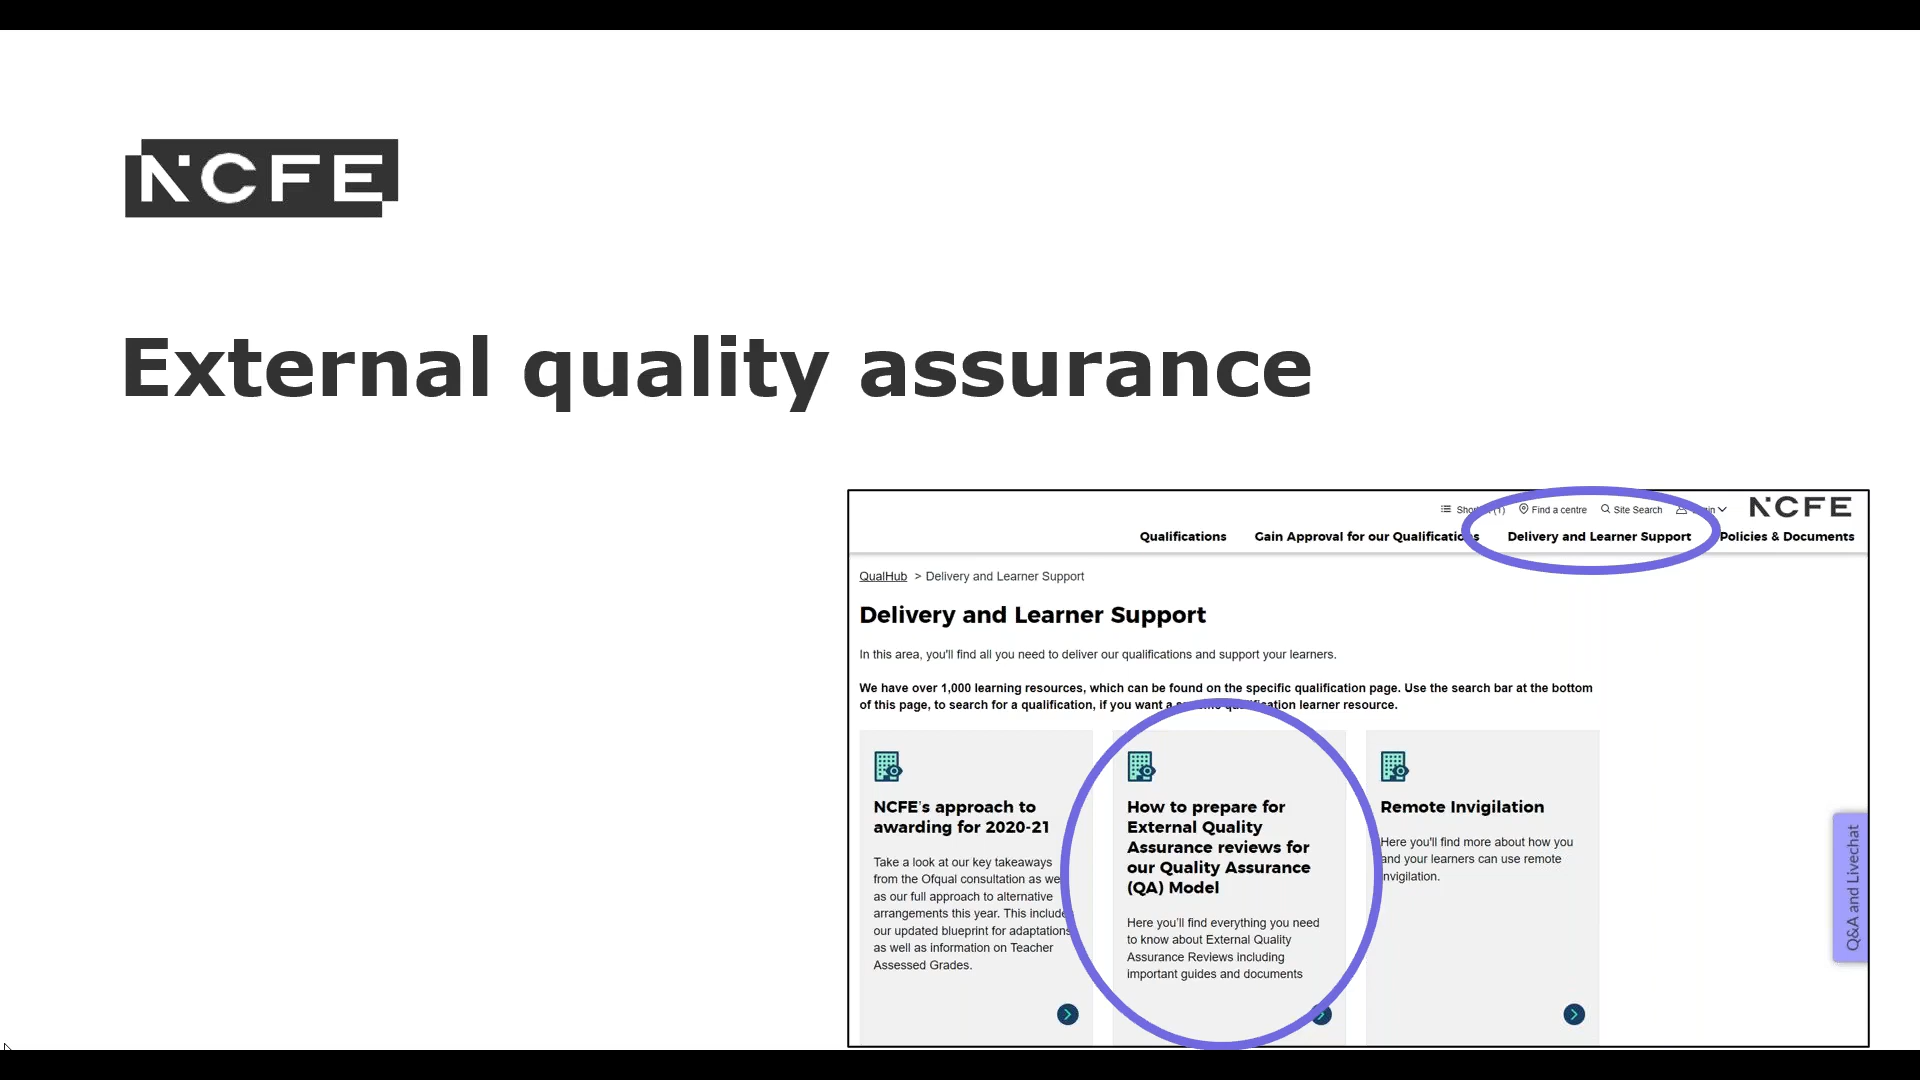 NCFE
External quality assurance
Find a centre Site Search NCFE
Qualifications Gain Approval for our Qualifications Delivery and Learner Support Policies & Documents
QualHub > Delivery and Learner Support
Delivery and Learner Support
In this area, you'll find all you need to deliver our qualifications and support your learners.
We have over 1,000 learning resources, which can be found on the specific qualification page. Use the search bar at the bottom
of this page, to search for a qualification, if you want a specific qualification learner resource.
NCFE's approach to
awarding for 2020-21
Take a look at our key takeaways
from the Ofqual consultation as well
as our full approach to alternative
arrangements this year. This includes
our updated blueprint for adaptations
as well as information on Teacher
Assessed Grades.
How to prepare for
External Quality
Assurance reviews for
our Quality Assurance
(QA) Model
Here you'll find everything you need
to know about External Quality
Assurance Reviews including
important guides and documents
Remote Invigilation
Here you'll find more about how you
and your learners can use remote
invigilation.
Q&A and Livechat